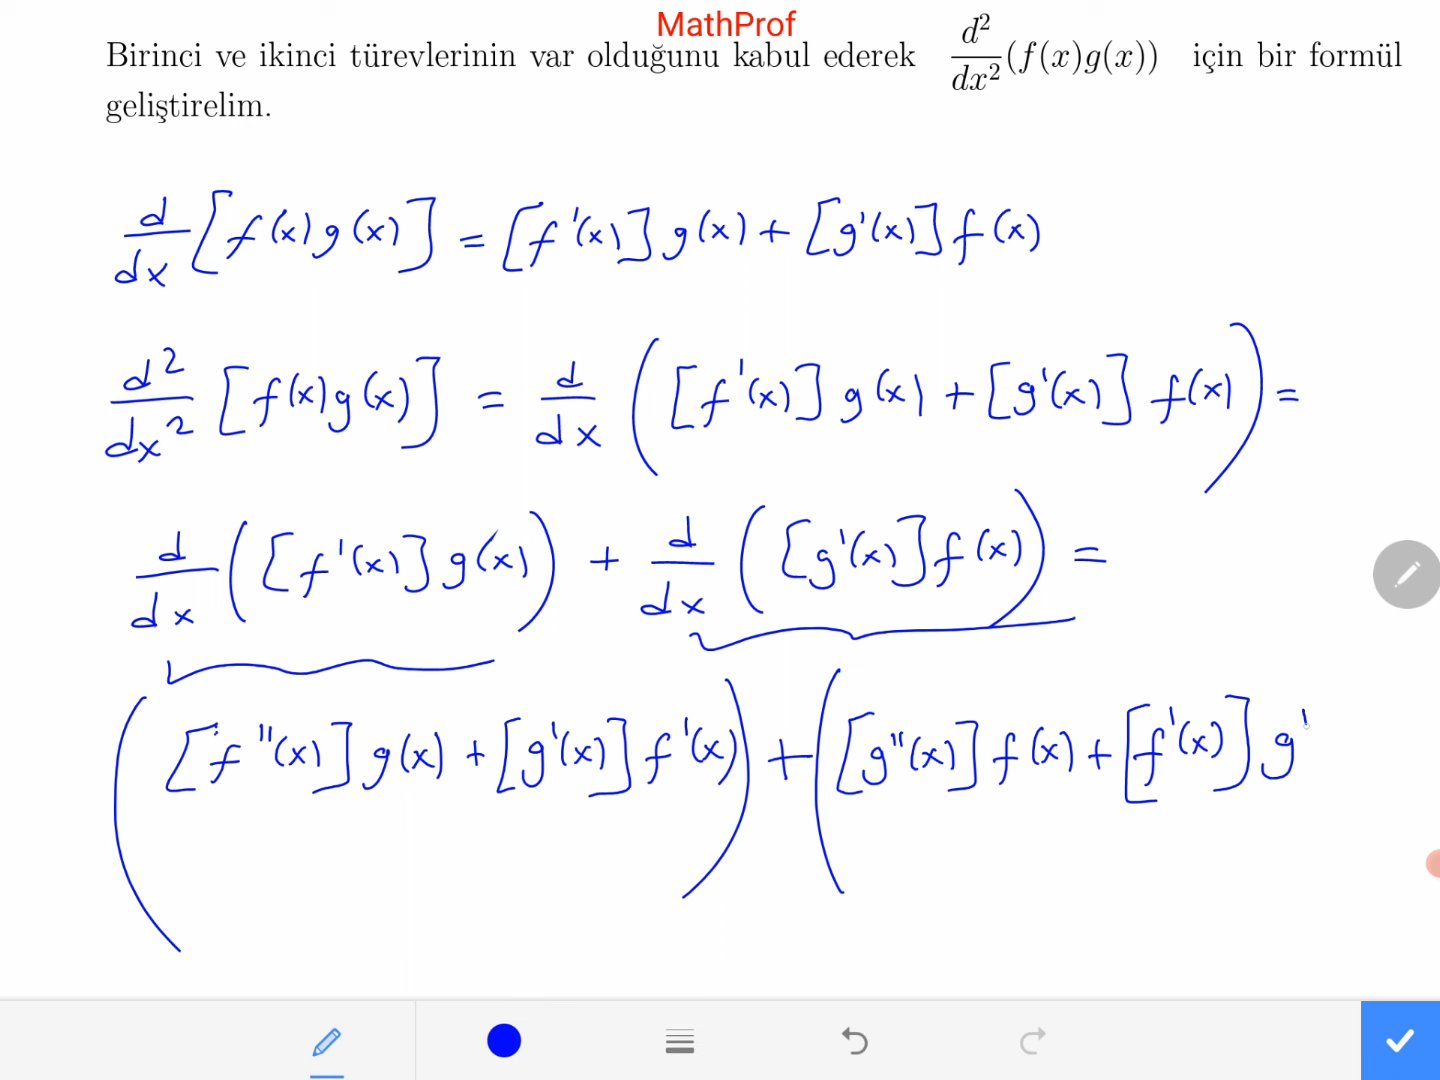 MathProf
Birinci ve ikinci türevlerinin var olduğunu kabul ederek d²/dx² (f(x)g(x)) için bir formül
geliştirelim.
d/dx [f(x)g(x)] = [f'(x)]g(x) + [g'(x)]f(x)
d²/dx² [f(x)g(x)] = d/dx ([f'(x)]g(x) + [g'(x)]f(x)) =
d/dx ([f'(x)]g(x)) + d/dx ([g'(x)]f(x)) =
([f''(x)]g(x) + [g'(x)]f'(x)) + ([g''(x)]f(x) + [f'(x)]g'